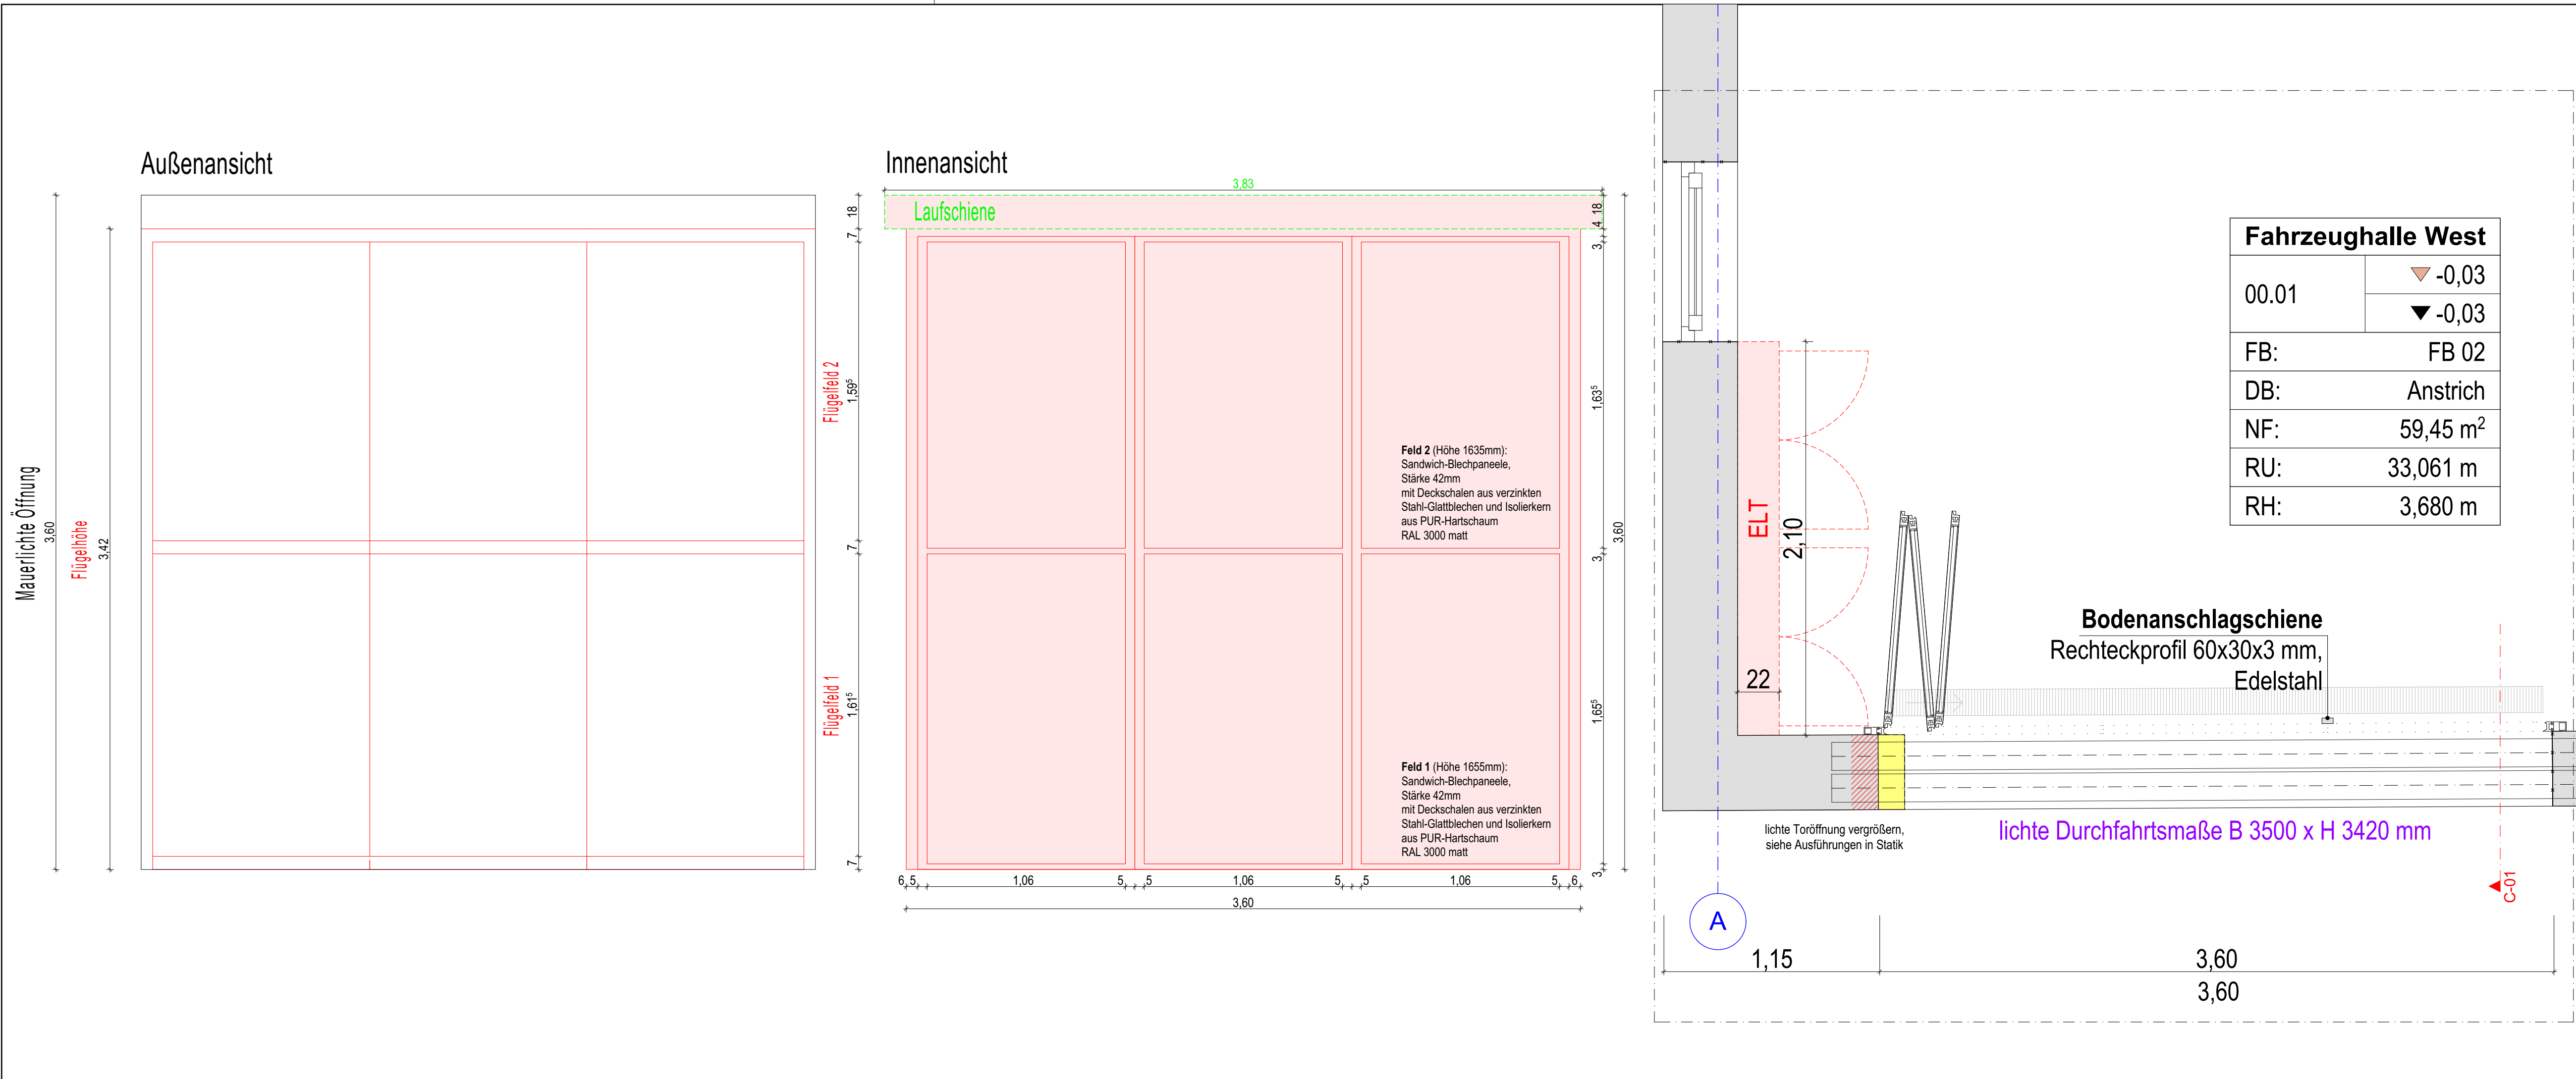 Außenansicht
Mauerlichte Öffnung
3,60
Flügelhöhe
3,42
18
7
Flügelfeld 2
1,59⁵
7
Flügelfeld 1
1,61⁵
7
Innenansicht
3,83
Laufschiene
18
4
3
1,63⁵
3
3,60
1,65⁵
3
Feld 2 (Höhe 1635mm):
Sandwich-Blechpaneele,
Stärke 42mm
mit Deckschalen aus verzinkten
Stahl-Glattblechen und Isolierkern
aus PUR-Hartschaum
RAL 3000 matt
Feld 1 (Höhe 1655mm):
Sandwich-Blechpaneele,
Stärke 42mm
mit Deckschalen aus verzinkten
Stahl-Glattblechen und Isolierkern
aus PUR-Hartschaum
RAL 3000 matt
6 5 1,06 5 5 1,06 5 5 1,06 5 6
3,60
Fahrzeughalle West
00.01
-0,03
-0,03
FB: FB 02
DB: Anstrich
NF: 59,45 m²
RU: 33,061 m
RH: 3,680 m
ELT
2,10
22
Bodenanschlagschiene
Rechteckprofil 60x30x3 mm,
Edelstahl
lichte Toröffnung vergrößern,
siehe Ausführungen in Statik
lichte Durchfahrtsmaße B 3500 x H 3420 mm
C-01
A
1,15
3,60
3,60